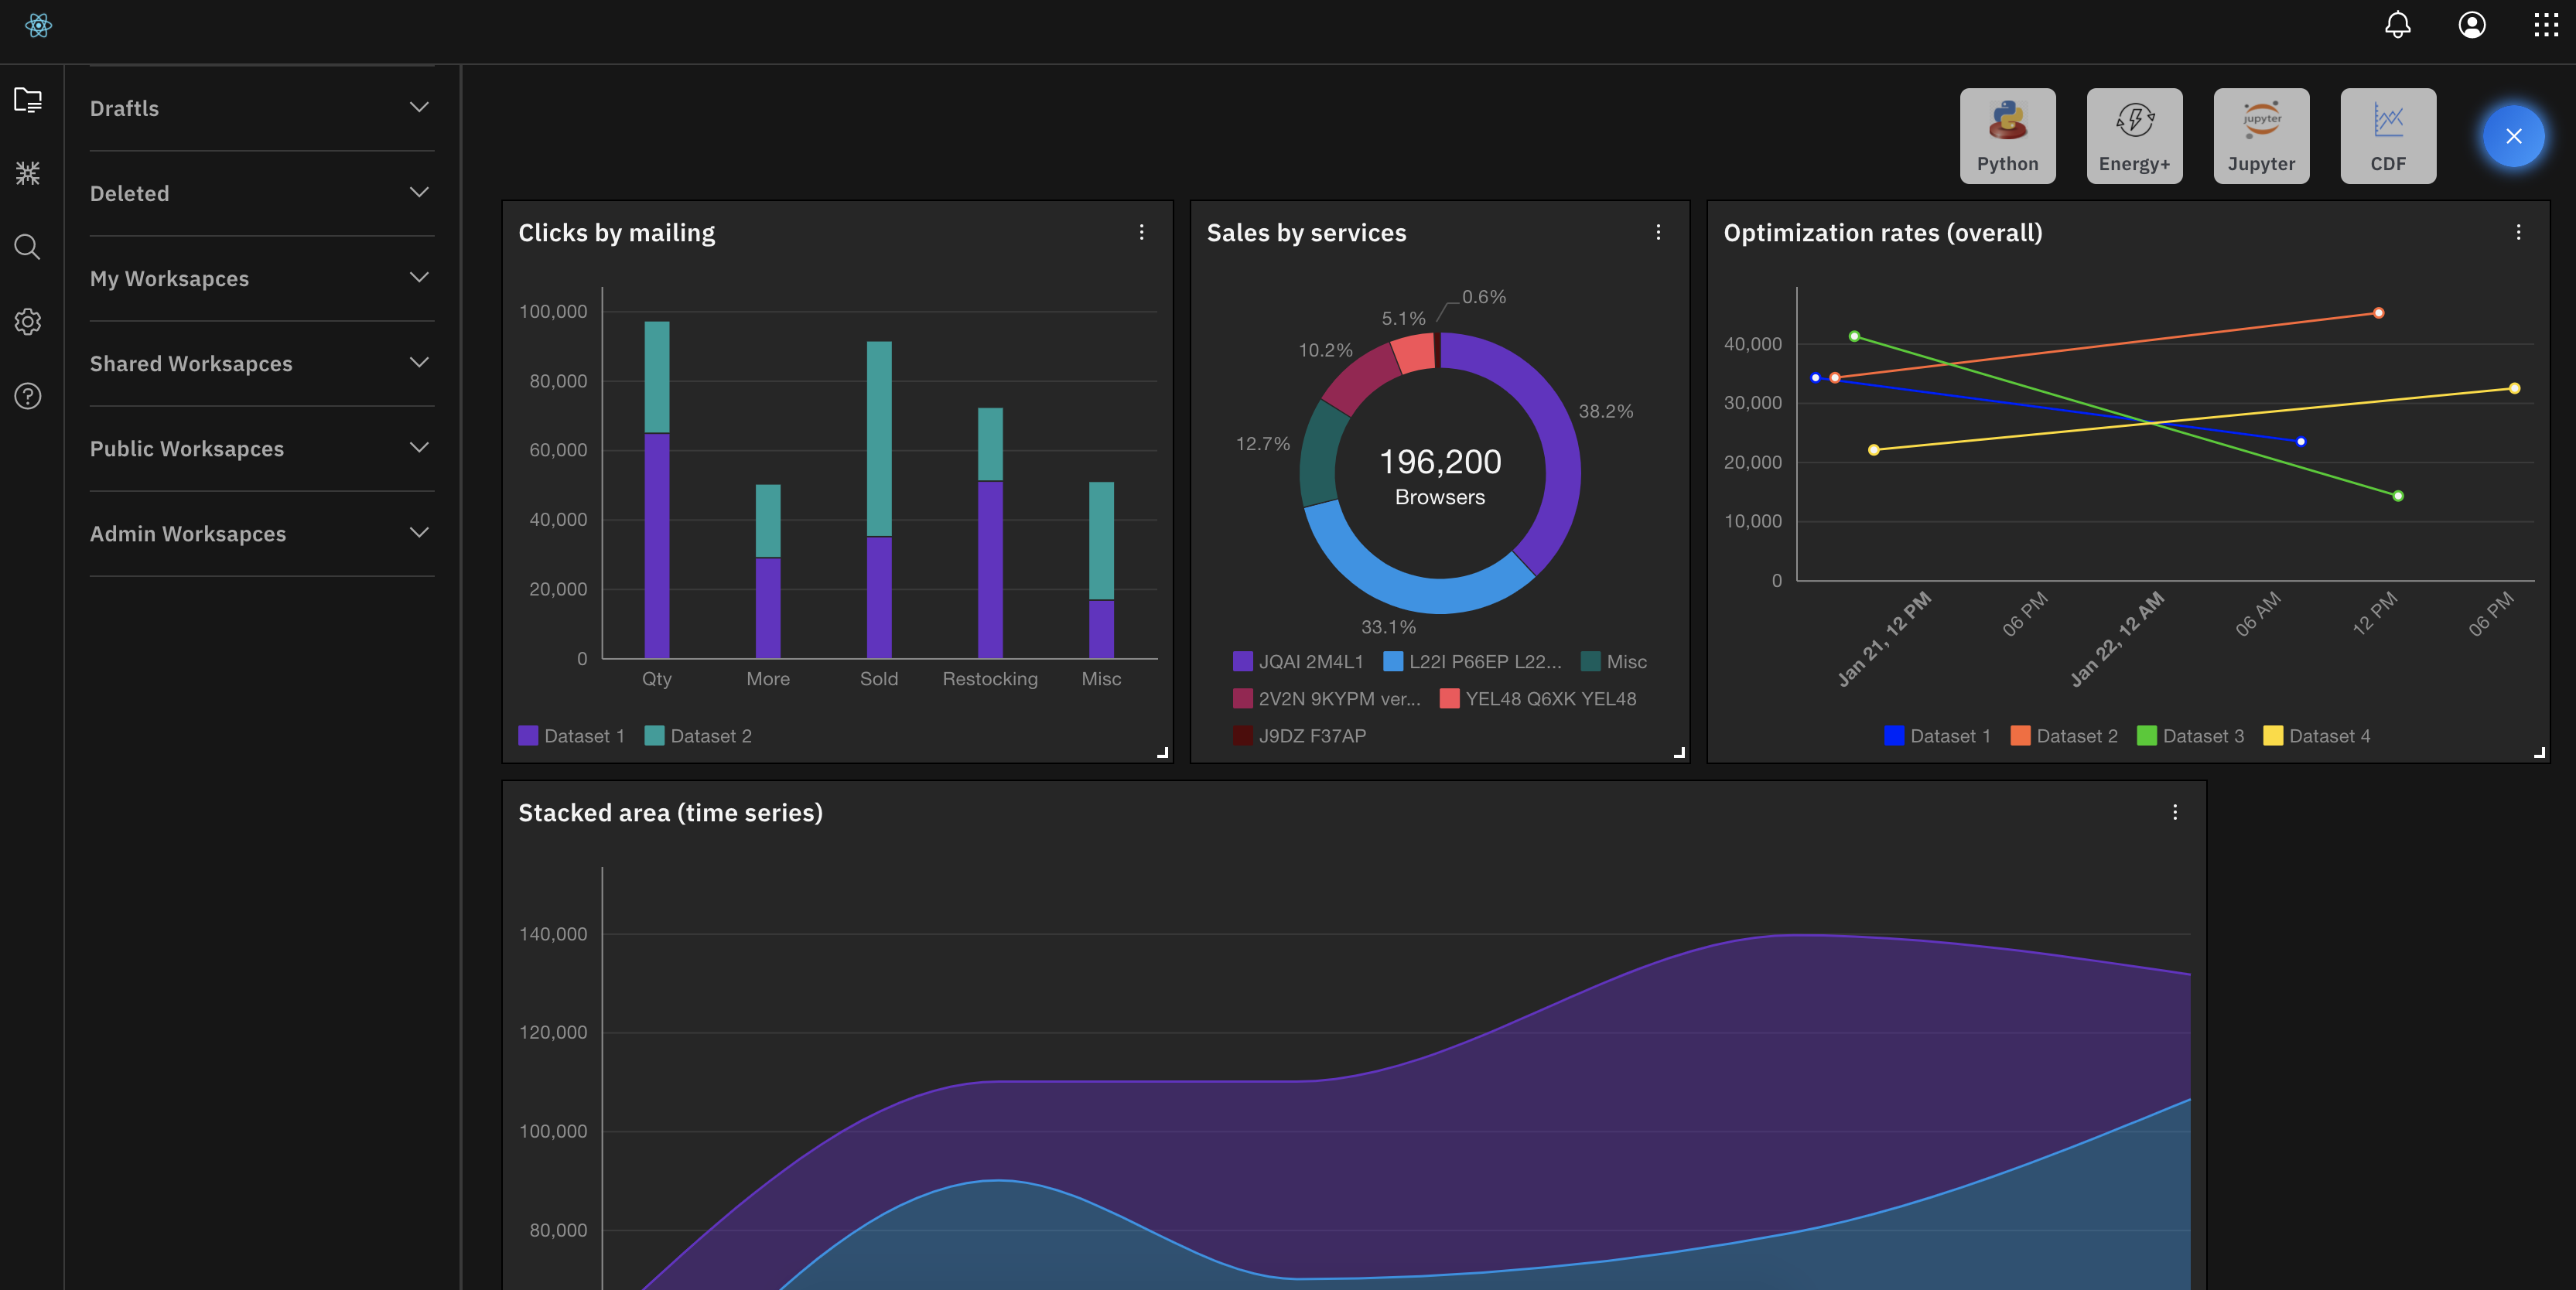 Draftls
Deleted
My Worksapces
Shared Worksapces
Public Worksapces
Admin Worksapces
Python
Energy+
jupyter
Jupyter
CDF
Clicks by mailing
100,000
80,000
60,000
40,000
20,000
0
Qty More Sold Restocking Misc
Dataset 1 Dataset 2
Sales by services
0.6%
5.1%
10.2%
38.2%
12.7%
196,200
Browsers
33.1%
JQAI 2M4L1 L22I P66EP L22... Misc
2V2N 9KYPM ver... YEL48 Q6XK YEL48
J9DZ F37AP
Optimization rates (overall)
40,000
30,000
20,000
10,000
0
Jan 21, 12 PM
06 PM
Jan 22, 12 AM
06 AM
12 PM
06 PM
Dataset 1 Dataset 2 Dataset 3 Dataset 4
Stacked area (time series)
140,000
120,000
100,000
80,000